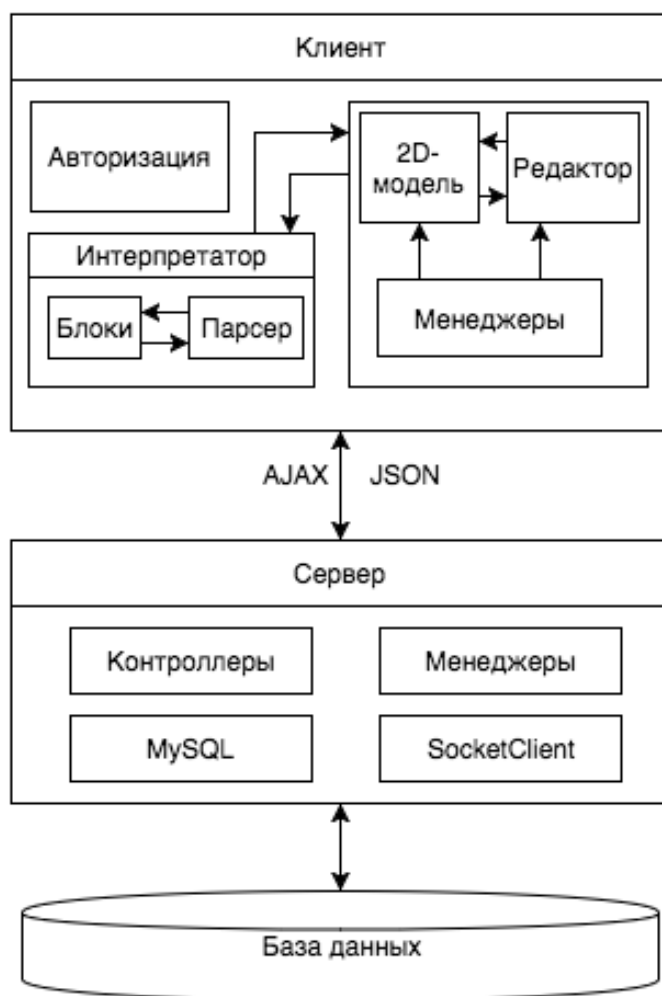 Клиент
Авторизация
2D-
модель
Редактор
Интерпретатор
Блоки
Парсер
Менеджеры
AJAX
JSON
Сервер
Контроллеры
Менеджеры
MySQL
SocketClient
База данных